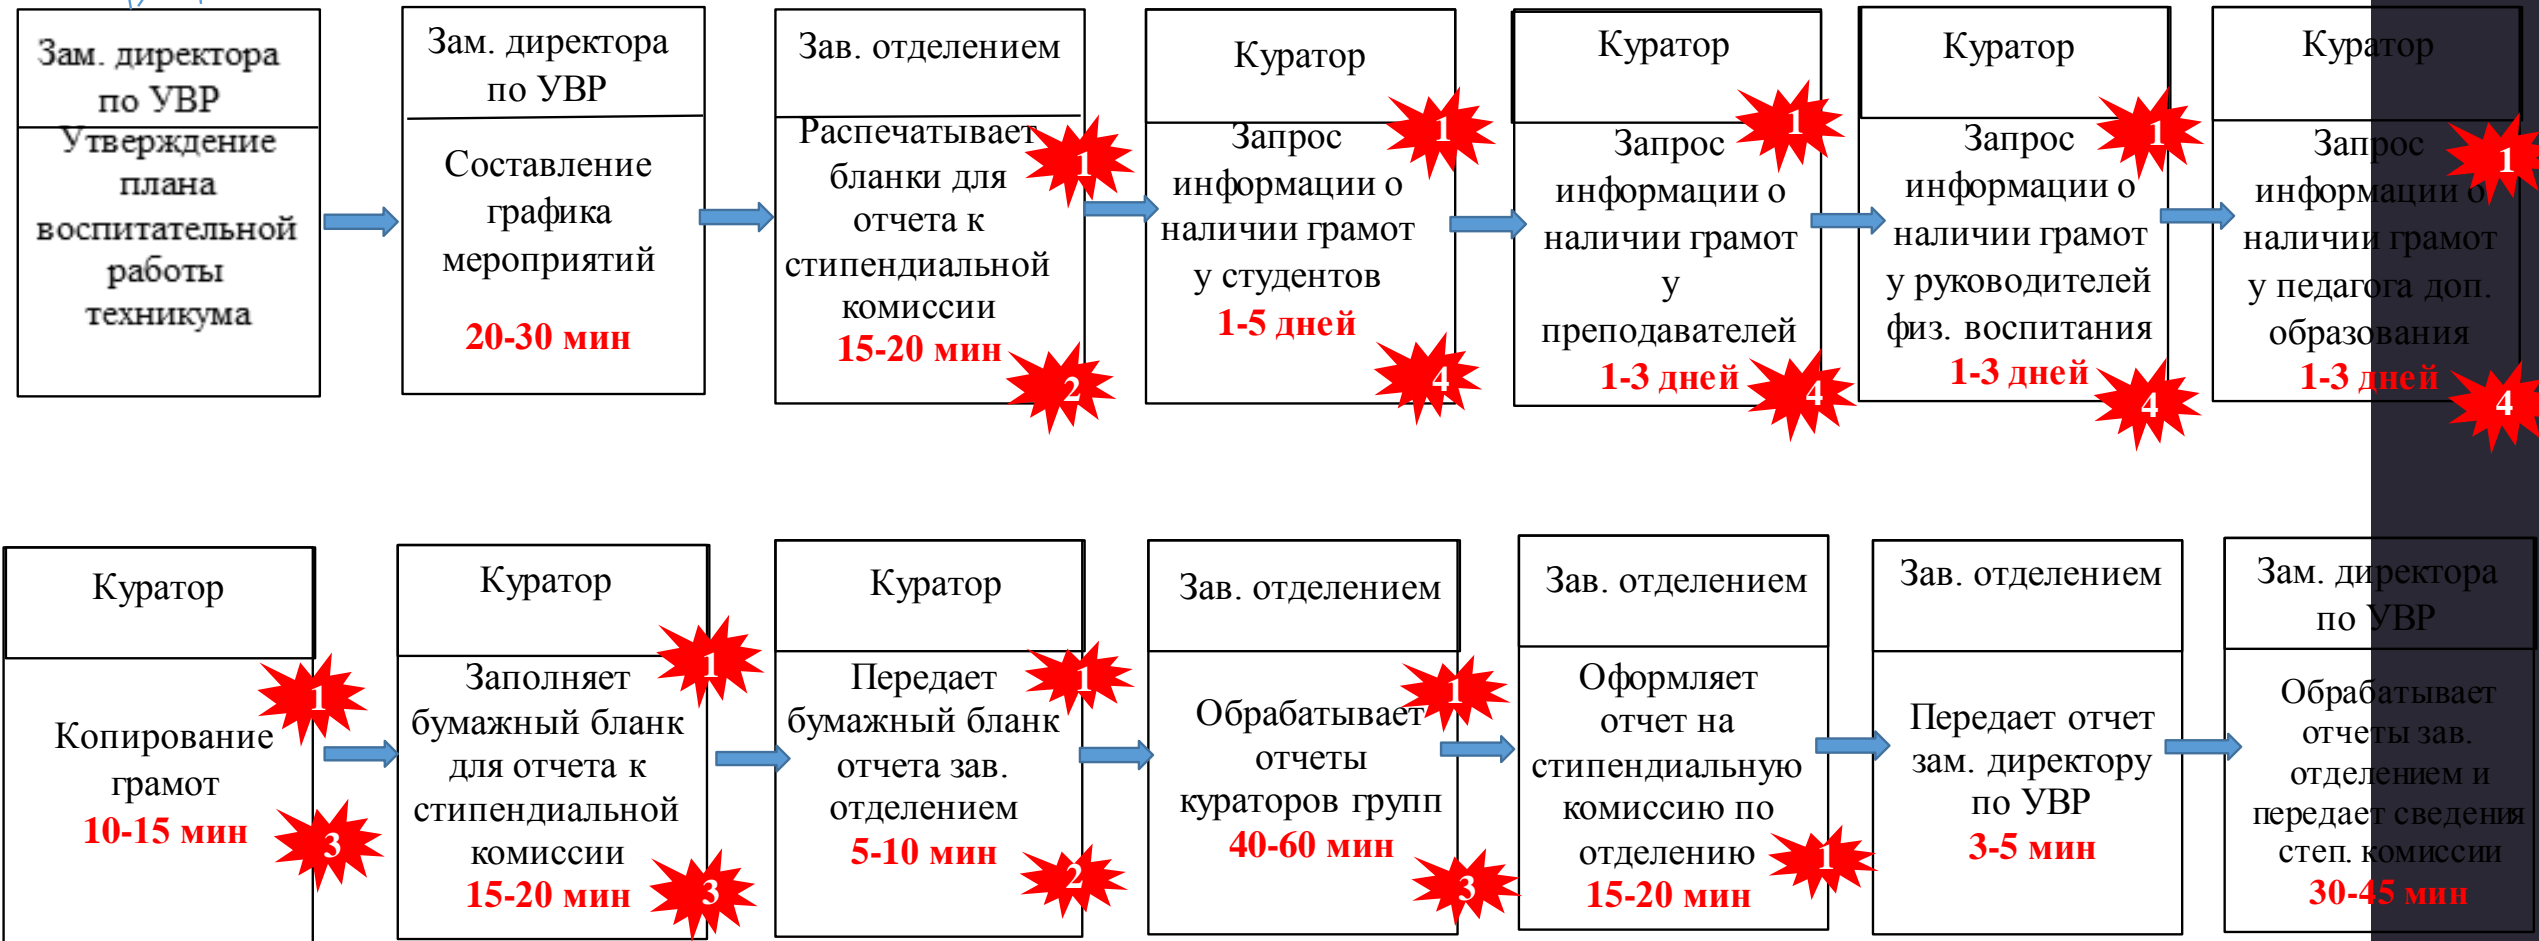 Зам. директора
по УВР
Утверждение
плана
воспитательной
работы
техникума
Зам. директора
по УВР
Составление
графика
мероприятий
20-30 мин
Зав. отделением
Распечатывает
1
бланки для
отчета к
стипендиальной
комиссии
15-20 мин
2
Куратор
1
Запрос
информации о
наличии грамот
у студентов
1-5 дней
4
Куратор
1
Запрос
информации о
наличии грамот
у
преподавателей
1-3 дней
4
Куратор
1
Запрос
информации о
наличии грамот
у руководителей
физ. воспитания
1-3 дней
4
Куратор
1
Запрос
информации о
наличии грамот
у педагога доп.
образования
1-3 дней
4
Куратор
1
Копирование
грамот
10-15 мин
3
Куратор
1
Заполняет
бумажный бланк
для отчета к
стипендиальной
комиссии
15-20 мин
3
Куратор
1
Передает
бумажный бланк
отчета зав.
отделением
5-10 мин
2
Зав. отделением
1
Обрабатывает
отчеты
кураторов групп
40-60 мин
3
Зав. отделением
Оформляет
отчет на
стипендиальную
комиссию по
отделению
1
15-20 мин
Зав. отделением
Передает отчет
зам. директору
по УВР
3-5 мин
Зам. директора
по УВР
Обрабатывает
отчеты зав.
отделением и
передает сведения
степ. комиссии
30-45 мин